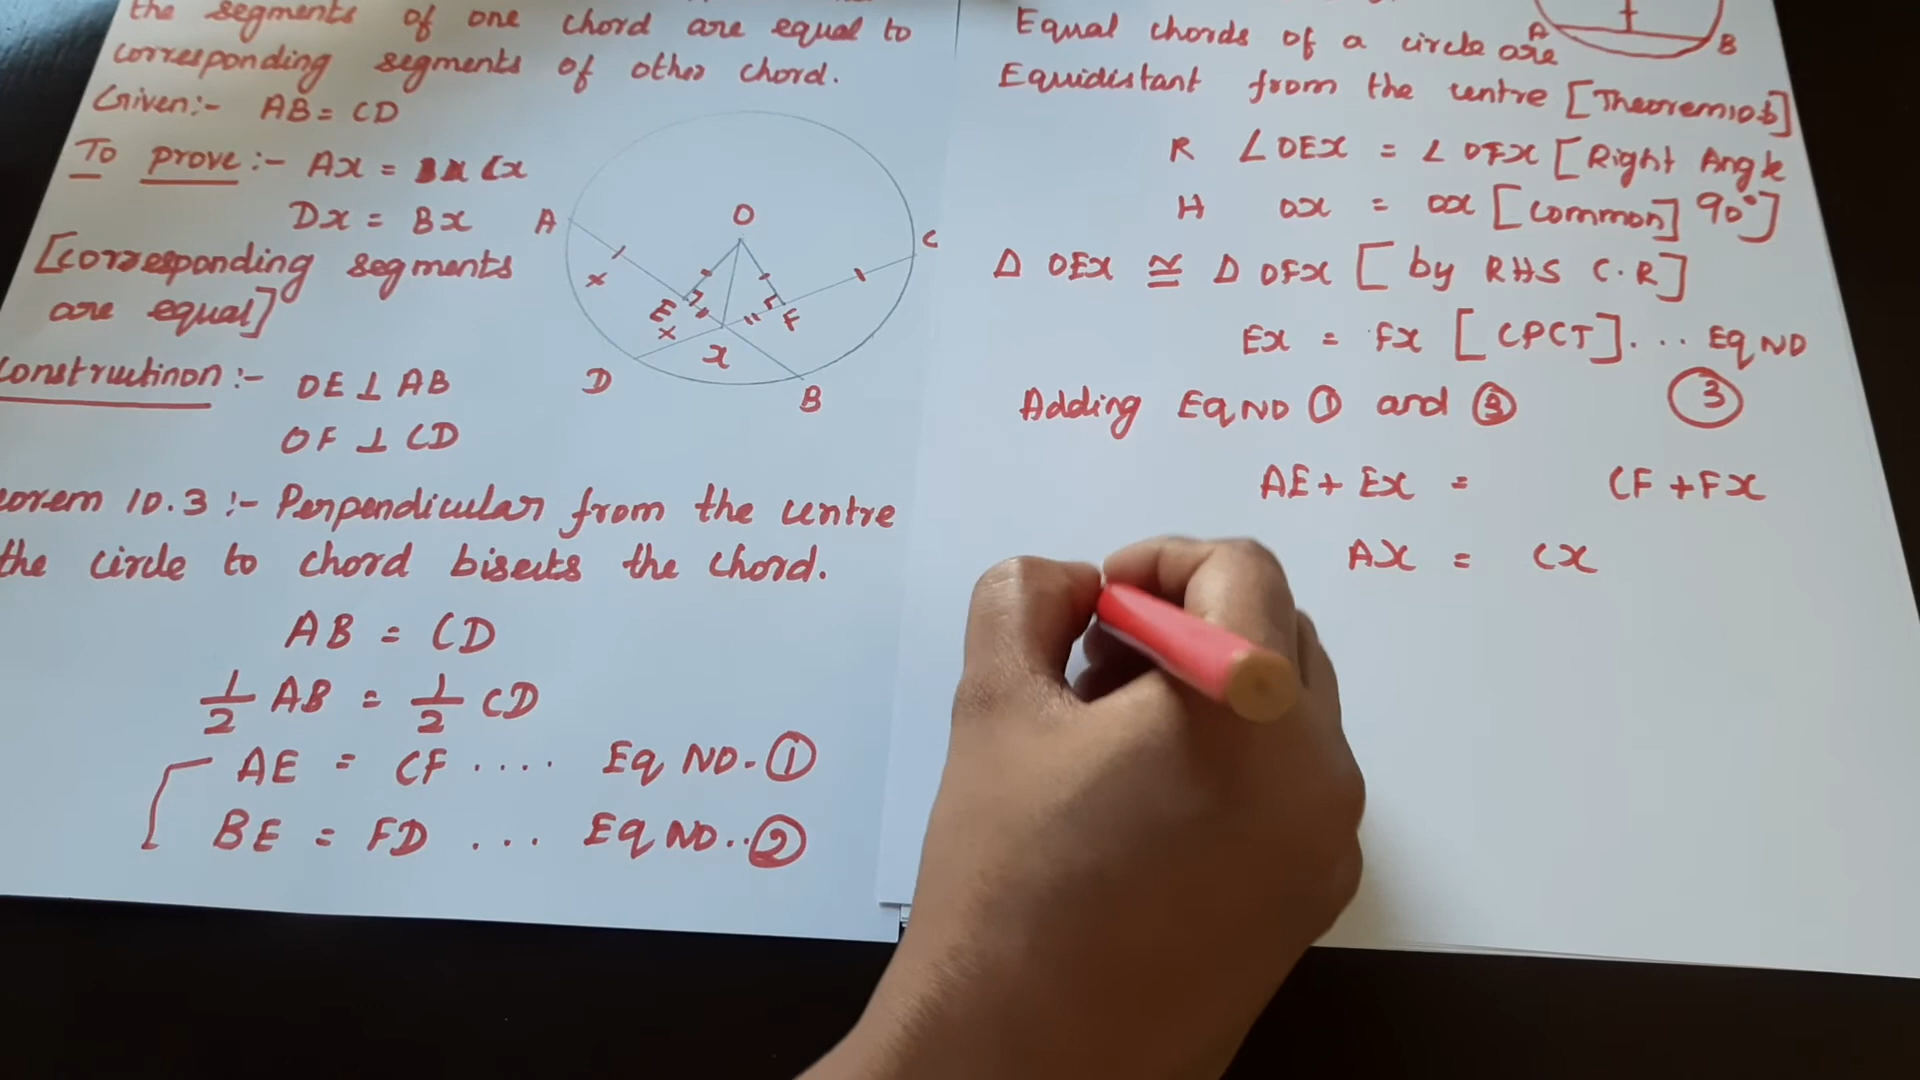 the segments of one chord are equal to
corresponding segments of other chord.
Given:- AB = CD
To prove :- Ax = Cx
Dx = Bx
[corresponding segments
are equal]
Constructinon :- OE ⊥ AB
OF ⊥ CD
orem 10.3 :- Perpendicular from the centre
the circle to chord bisects the chord.
AB = CD
1/2 AB = 1/2 CD
AE = CF .... Eq NO. ①
BE = FD ... Eq NO.. ②
O
A
C
E
F
x
D
B
A
B
Equal chords of a circle are
Equidistant from the centre [Theorem10.6]
R ∠OEX = ∠OFX [Right Angle
90°]
H ox = ox [common]
Δ OEX ≅ Δ OFX [by RHS C.R]
Ex = Fx [CPCT]. ... Eq NO
③
Adding Eq NO ① and ③
AE + EX = CF + FX
AX = CX